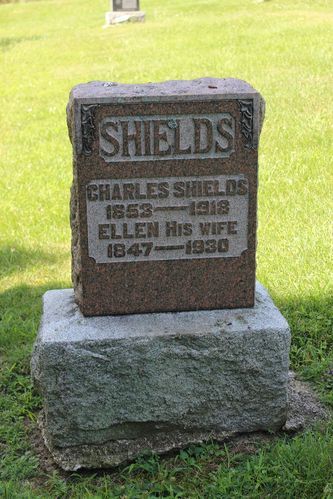 SHIELDS
CHARLES SHIELDS
1853—1918
ELLEN HIS WIFE
1847—1930